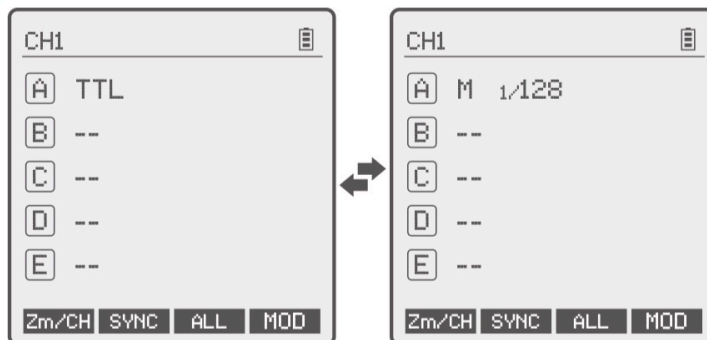 CH1
A TTL
B --
C --
D --
E --
Zm/CH SYNC ALL MOD
CH1
A M 1/128
B --
C --
D --
E --
Zm/CH SYNC ALL MOD